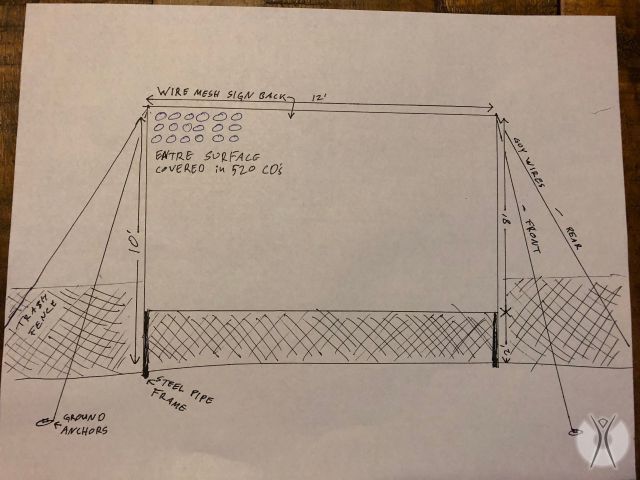 WIRE MESH SIGN BACK
12'
ENTRE SURFACE
COVERED in 520 CD's
10'
8'
GUY WIRES
- FRONT
- REAR
TRASH
FENCE
2'
STEEL PIPE
FRAME
GROUND
ANCHORS